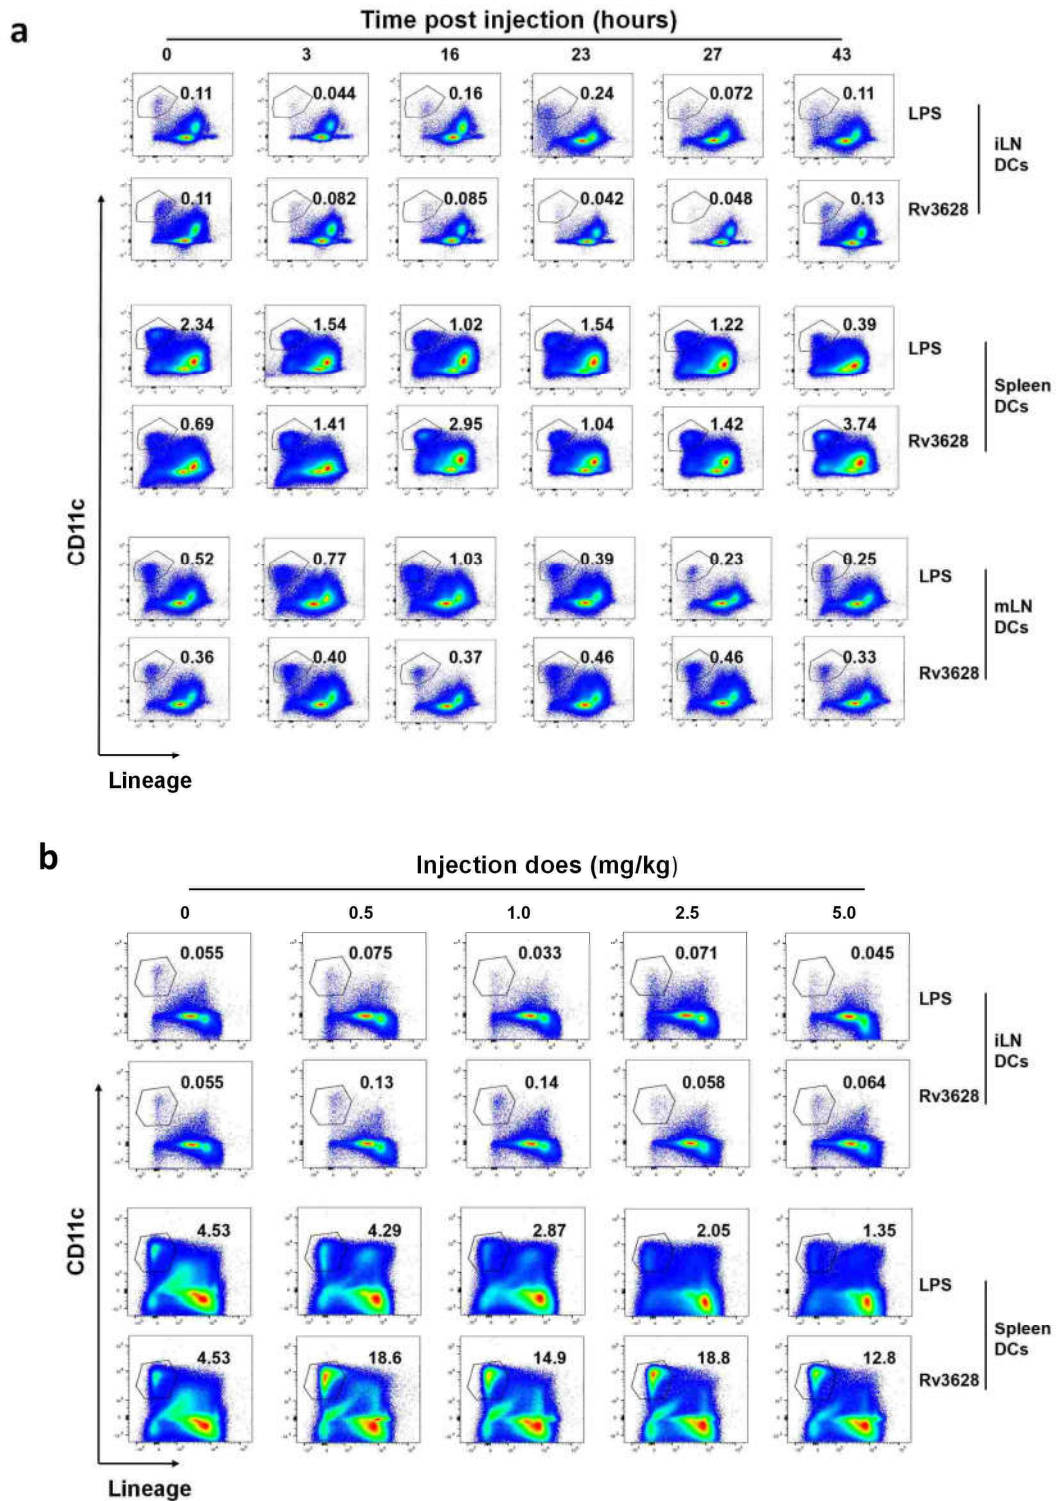 a
Time post injection (hours)
0 3 16 23 27 43
0.11 0.044 0.16 0.24 0.072 0.11 LPS
iLN
DCs
0.11 0.082 0.085 0.042 0.048 0.13 Rv3628
2.34 1.54 1.02 1.54 1.22 0.39 LPS
Spleen
DCs
0.69 1.41 2.95 1.04 1.42 3.74 Rv3628
CD11c
0.52 0.77 1.03 0.39 0.23 0.25 LPS
mLN
DCs
0.36 0.40 0.37 0.46 0.46 0.33 Rv3628
Lineage
b
Injection does (mg/kg)
0 0.5 1.0 2.5 5.0
0.055 0.075 0.033 0.071 0.045 LPS
iLN
DCs
0.055 0.13 0.14 0.058 0.064 Rv3628
CD11c
4.53 4.29 2.87 2.05 1.35 LPS
Spleen
DCs
4.53 18.6 14.9 18.8 12.8 Rv3628
Lineage